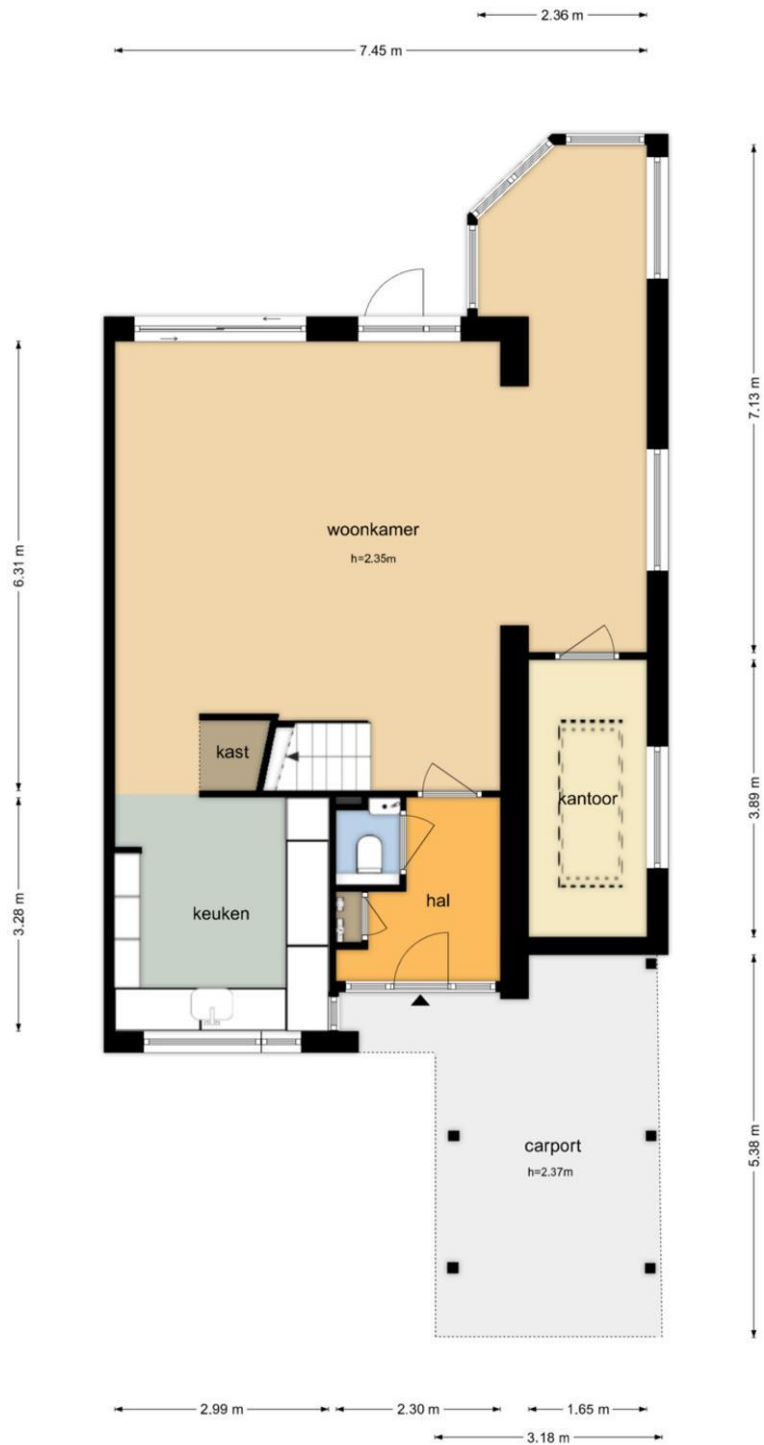 2.36 m
7.45 m
woonkamer
h=2.35m
6.31 m
7.13 m
kast
kantoor
3.89 m
hal
keuken
3.28 m
carport
h=2.37m
5.38 m
2.99 m
2.30 m
1.65 m
3.18 m